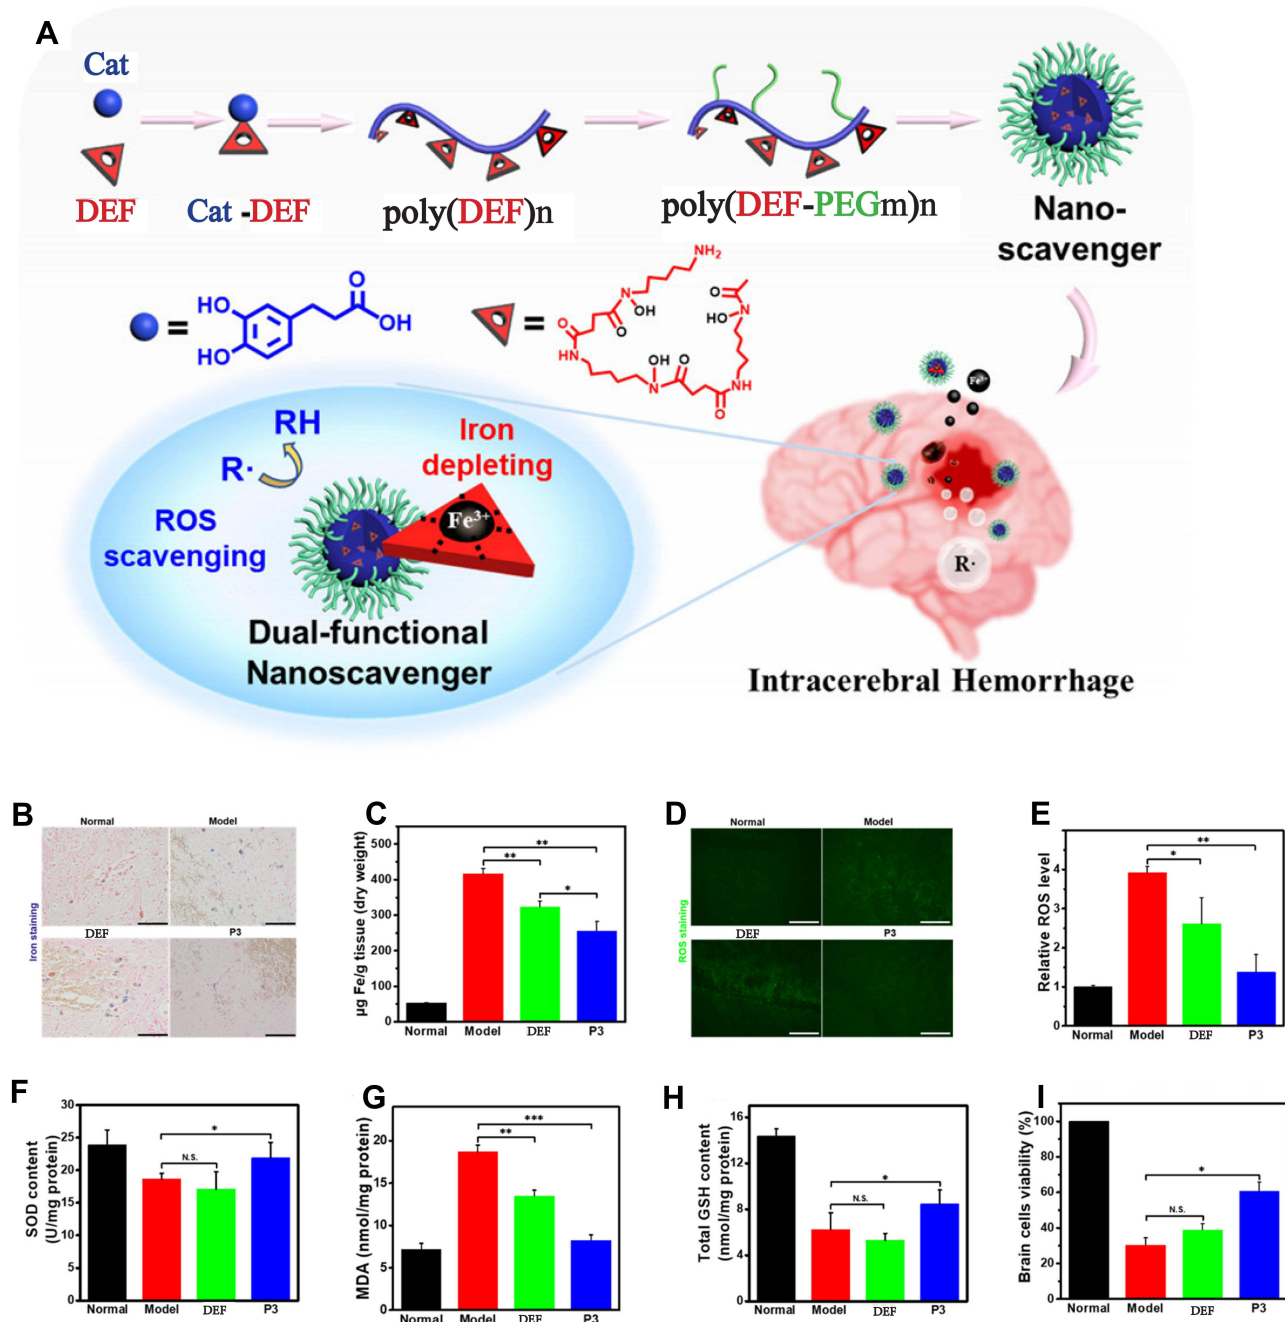 A
Cat
DEF
Cat -DEF
poly(DEF)n
poly(DEF-PEGm)n
Nano-
scavenger
HO
HO
O
OH
=
=
NH₂
N
OH
O
O
HN
OH
N
O
O
NH
HO
N
O
RH
R·
ROS
scavenging
Iron
depleting
Fe³⁺
Dual-functional
Nanoscavenger
Fe³⁺
R·
Intracerebral Hemorrhage
B
Normal
Model
DEF
P3
Iron staining
C
µg Fe/g tissue (dry weight)
500
400
300
200
100
0
**
**
*
Normal
Model
DEF
P3
D
Normal
Model
DEF
P3
ROS staining
E
Relative ROS level
4
3
2
1
0
**
*
Normal
Model
DEF
P3
F
SOD content
(U/mg protein)
30
25
20
15
10
5
0
*
N.S.
Normal
Model
DEF
P3
G
MDA (nmol/mg protein)
20
15
10
5
0
***
**
Normal
Model
DEF
P3
H
Total GSH content
(nmol/mg protein)
16
12
8
4
0
*
N.S.
Normal
Model
DEF
P3
I
Brain cells viability (%)
100
80
60
40
20
0
*
N.S.
Normal
Model
DEF
P3